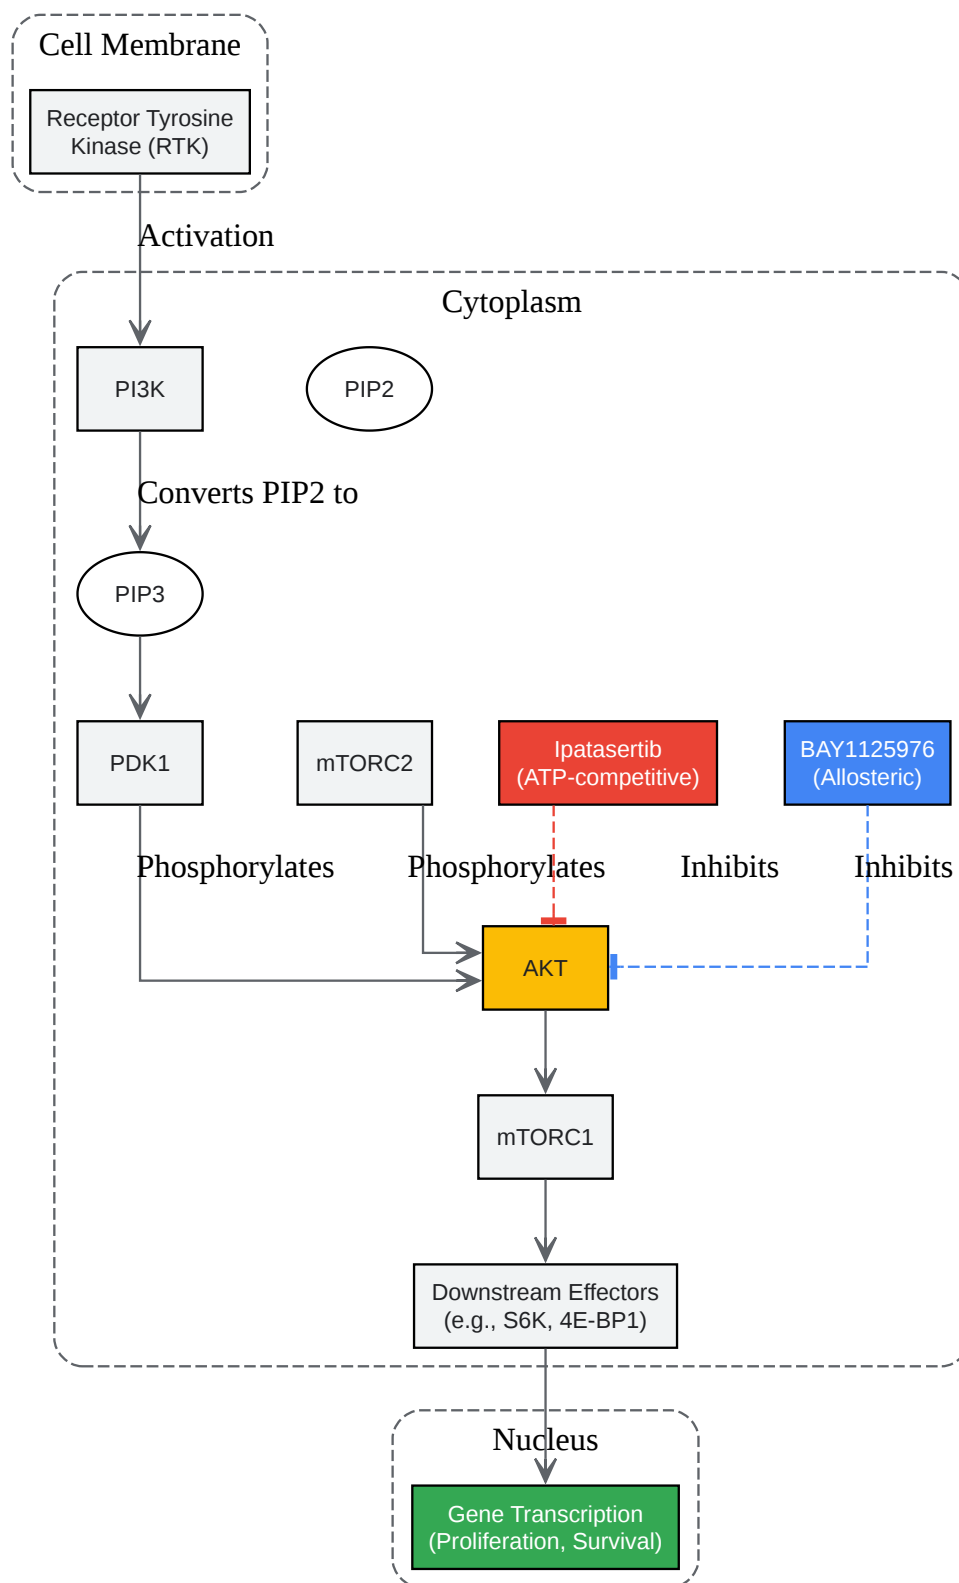 Cell Membrane
Receptor Tyrosine
Kinase (RTK)
Activation
Cytoplasm
PI3K
PIP2
Converts PIP2 to
PIP3
PDK1
mTORC2
Ipatasertib
(ATP-competitive)
BAY1125976
(Allosteric)
Phosphorylates
Phosphorylates
Inhibits
Inhibits
AKT
mTORC1
Downstream Effectors
(e.g., S6K, 4E-BP1)
Nucleus
Gene Transcription
(Proliferation, Survival)